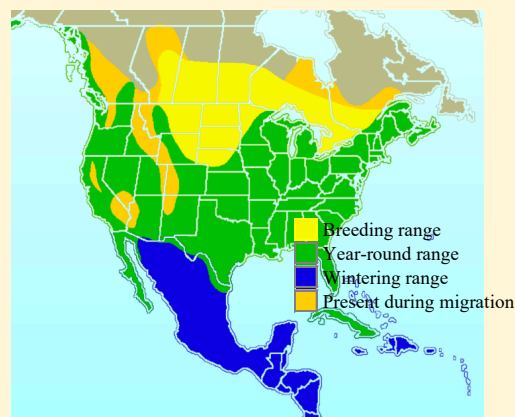 Breeding range
Year-round range
Wintering range
Present during migration